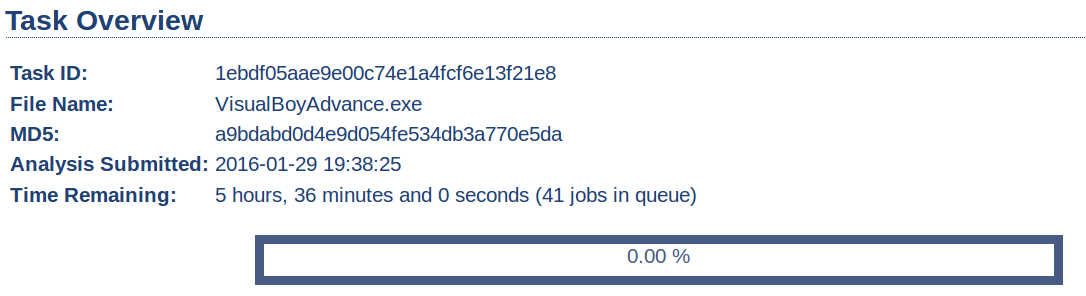 Task Overview
Task ID: 1ebdf05aae9e00c74e1a4fcf6e13f21e8
File Name: VisualBoyAdvance.exe
MD5: a9bdabd0d4e9d054fe534db3a770e5da
Analysis Submitted: 2016-01-29 19:38:25
Time Remaining: 5 hours, 36 minutes and 0 seconds (41 jobs in queue)
0.00 %